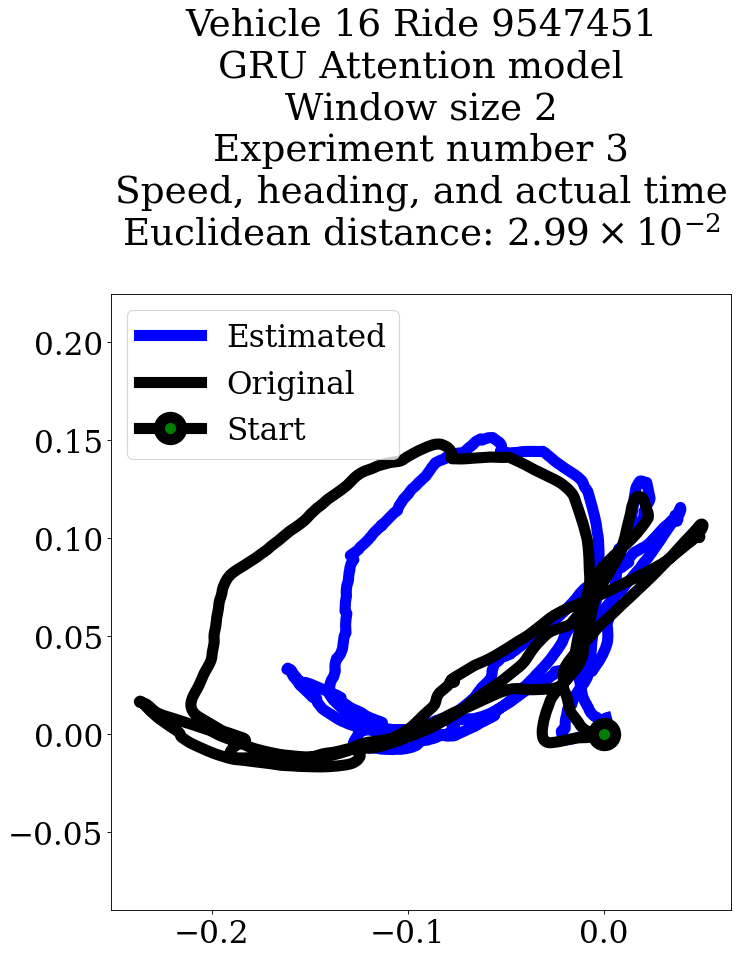 Vehicle 16 Ride 9547451
GRU Attention model
Window size 2
Experiment number 3
Speed, heading, and actual time
Euclidean distance: 2.99 × 10⁻²
Estimated
Original
Start
0.20
0.15
0.10
0.05
0.00
−0.05
−0.2
−0.1
0.0